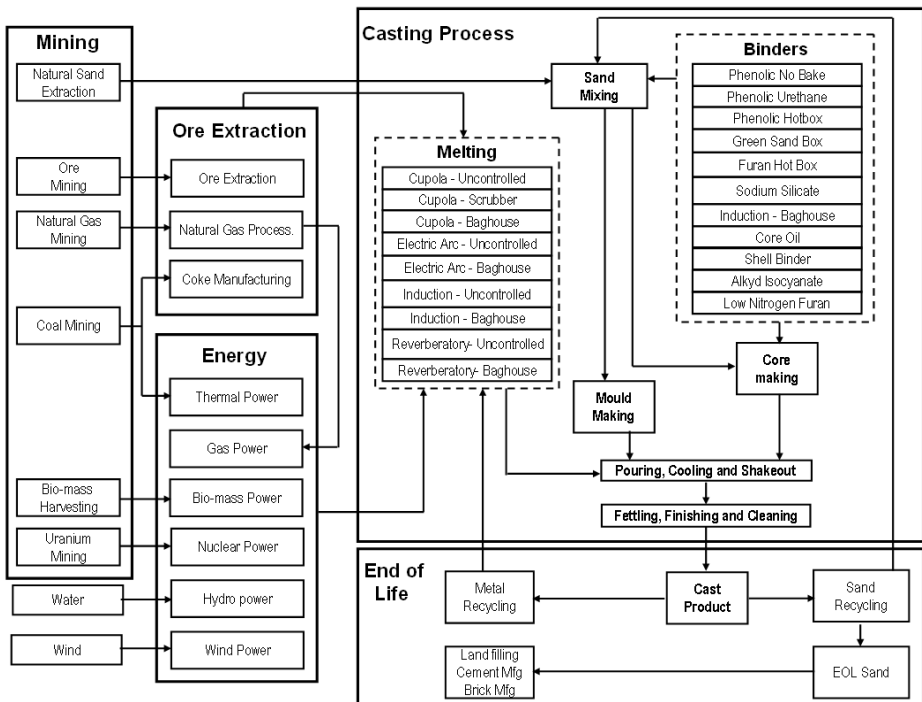 Mining
Natural Sand
Extraction
Ore
Mining
Natural Gas
Mining
Coal Mining
Bio-mass
Harvesting
Uranium
Mining
Water
Wind
Ore Extraction
Ore Extraction
Natural Gas Process.
Coke Manufacturing
Energy
Thermal Power
Gas Power
Bio-mass Power
Nuclear Power
Hydro power
Wind Power
Casting Process
Melting
Cupola - Uncontrolled
Cupola - Scrubber
Cupola - Baghouse
Electric Arc - Uncontrolled
Electric Arc - Baghouse
Induction - Uncontrolled
Induction - Baghouse
Reverberatory- Uncontrolled
Reverberatory- Baghouse
Sand
Mixing
Binders
Phenolic No Bake
Phenolic Urethane
Phenolic Hotbox
Green Sand Box
Furan Hot Box
Sodium Silicate
Induction - Baghouse
Core Oil
Shell Binder
Alkyd Isocyanate
Low Nitrogen Furan
Core
making
Mould
Making
Pouring, Cooling and Shakeout
Fettling, Finishing and Cleaning
End of
Life
Metal
Recycling
Cast
Product
Sand
Recycling
Land filling
Cement Mfg
Brick Mfg
EOL Sand